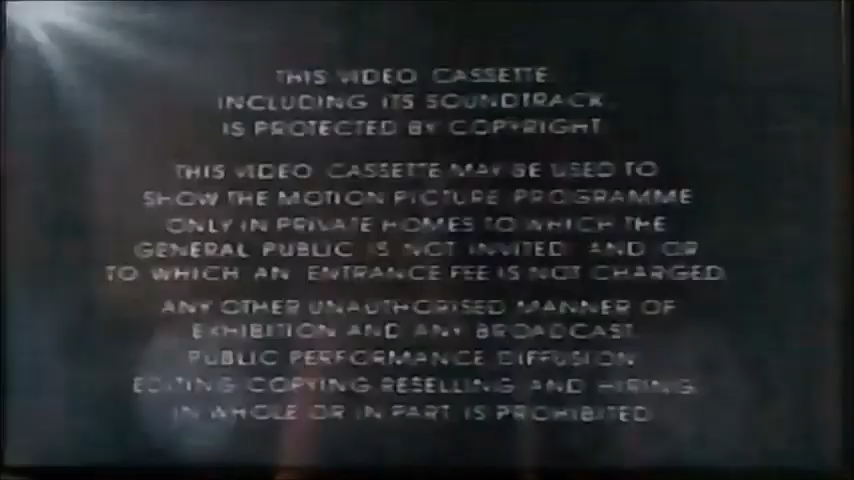 THIS VIDEO CASSETTE
INCLUDING ITS SOUNDTRACK
IS PROTECTED BY COPYRIGHT
THIS VIDEO CASSETTE MAY BE USED TO
SHOW THE MOTION PICTURE PROGRAMME
ONLY IN PRIVATE HOMES TO WHICH THE
GENERAL PUBLIC IS NOT INVITED AND OR
TO WHICH AN ENTRANCE FEE IS NOT CHARGED
ANY OTHER UNAUTHORISED MANNER OF
EXHIBITION AND ANY BROADCAST
PUBLIC PERFORMANCE DIFFUSION
EDITING COPYING RESELLING AND HIRING
IN WHOLE OR IN PART IS PROHIBITED